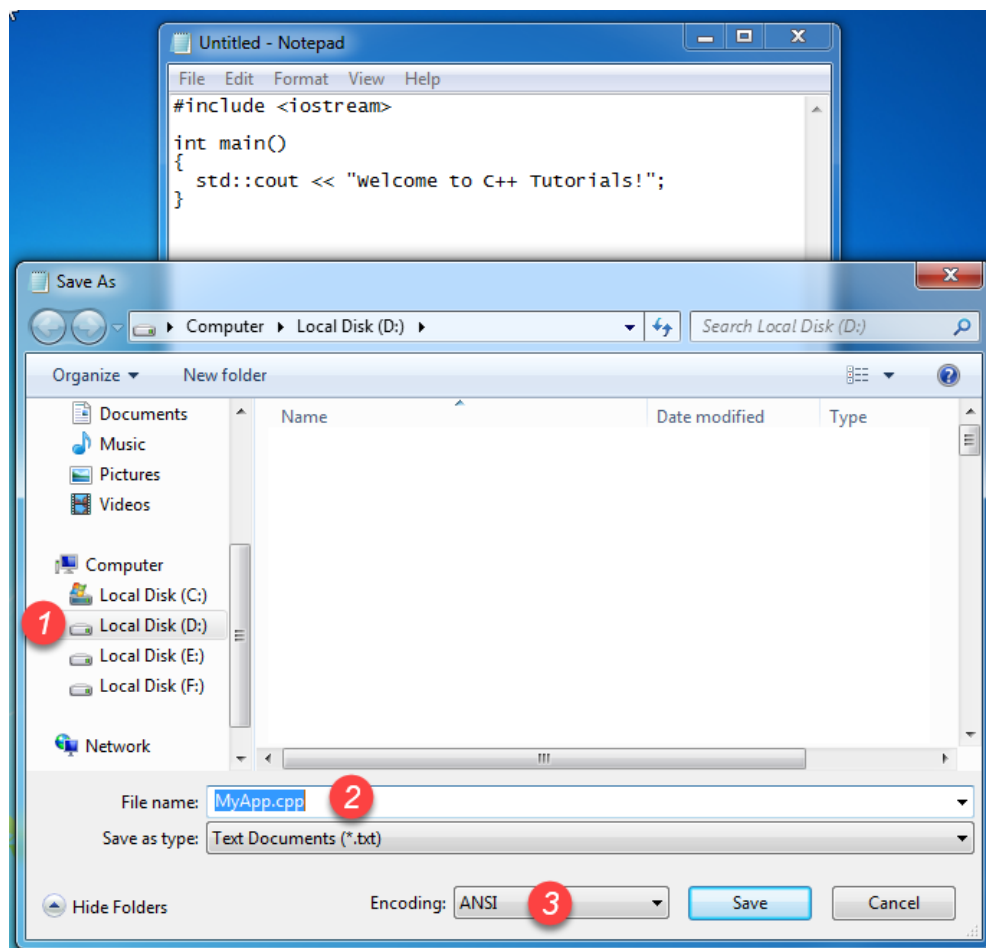 Untitled - Notepad
File Edit Format View Help
#include <iostream>
int main()
{
  std::cout << "Welcome to C++ Tutorials!";
}
Save As
Computer Local Disk (D:)
Search Local Disk (D:)
Organize New folder
Name Date modified Type
Documents
Music
Pictures
Videos
Computer
Local Disk (C:)
1 Local Disk (D:)
Local Disk (E:)
Local Disk (F:)
Network
File name: MyApp.cpp 2
Save as type: Text Documents (*.txt)
Hide Folders Encoding: ANSI 3 Save Cancel